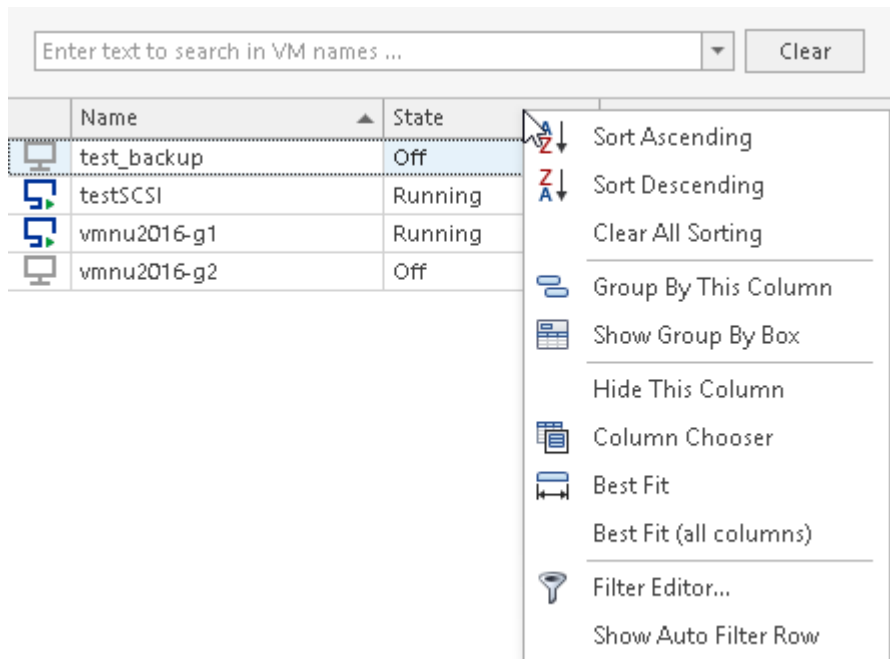 Enter text to search in VM names ...
Clear
Name State
test_backup Off
testSCSI Running
vmnu2016-g1 Running
vmnu2016-g2 Off
Sort Ascending
Sort Descending
Clear All Sorting
Group By This Column
Show Group By Box
Hide This Column
Column Chooser
Best Fit
Best Fit (all columns)
Filter Editor...
Show Auto Filter Row